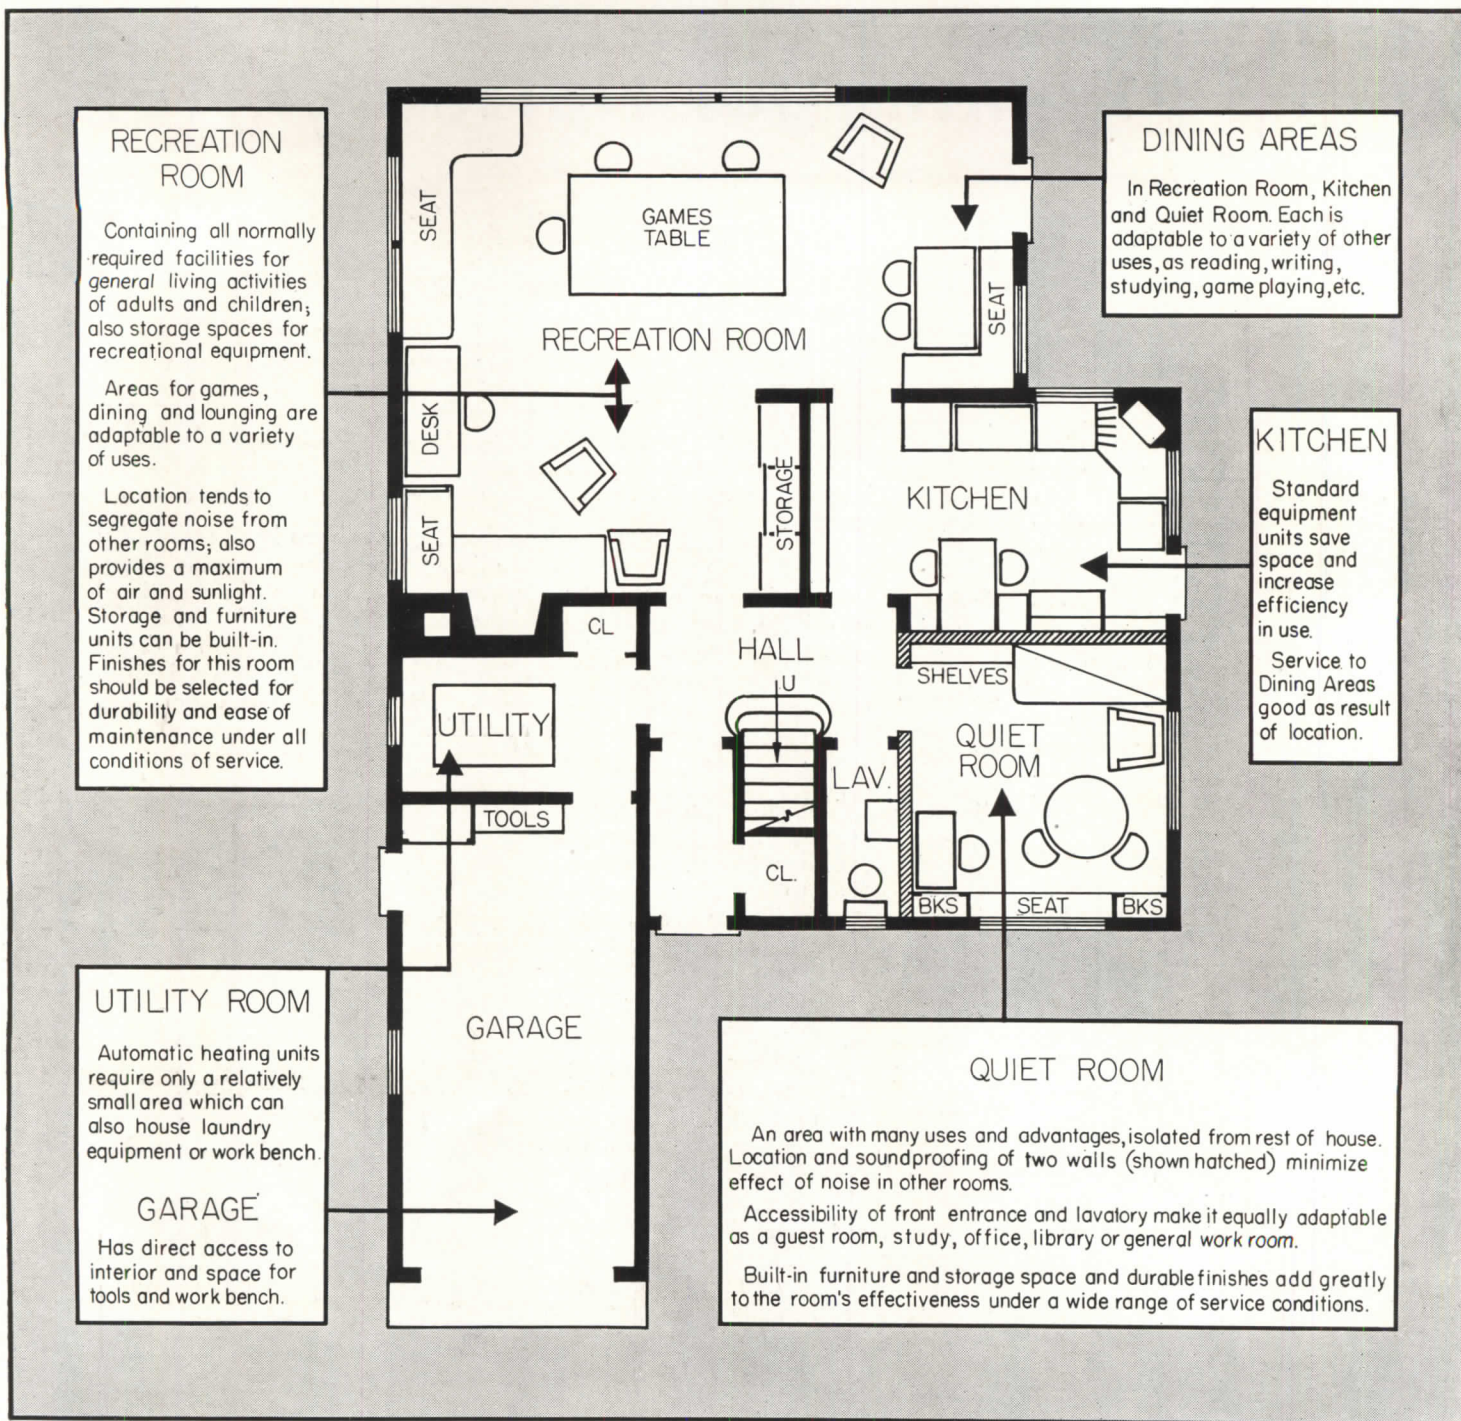 RECREATION
ROOM
Containing all normally
required facilities for
general living activities
of adults and children;
also storage spaces for
recreational equipment.
Areas for games,
dining and lounging are
adaptable to a variety
of uses.
Location tends to
segregate noise from
other rooms; also
provides a maximum
of air and sunlight.
Storage and furniture
units can be built-in.
Finishes for this room
should be selected for
durability and ease of
maintenance under all
conditions of service.
UTILITY ROOM
Automatic heating units
require only a relatively
small area which can
also house laundry
equipment or work bench.
GARAGE
Has direct access to
interior and space for
tools and work bench.
SEAT
GAMES
TABLE
RECREATION ROOM
SEAT
DESK
SEAT
STORAGE
KITCHEN
CL
HALL
U
SHELVES
UTILITY
QUIET
ROOM
LAV.
TOOLS
CL.
BKS
SEAT
BKS
GARAGE
DINING AREAS
In Recreation Room, Kitchen
and Quiet Room. Each is
adaptable to a variety of other
uses, as reading, writing,
studying, game playing, etc.
KITCHEN
Standard
equipment
units save
space and
increase
efficiency
in use.
Service to
Dining Areas
good as result
of location.
QUIET ROOM
An area with many uses and advantages, isolated from rest of house.
Location and soundproofing of two walls (shown hatched) minimize
effect of noise in other rooms.
Accessibility of front entrance and lavatory make it equally adaptable
as a guest room, study, office, library or general work room.
Built-in furniture and storage space and durable finishes add greatly
to the room's effectiveness under a wide range of service conditions.